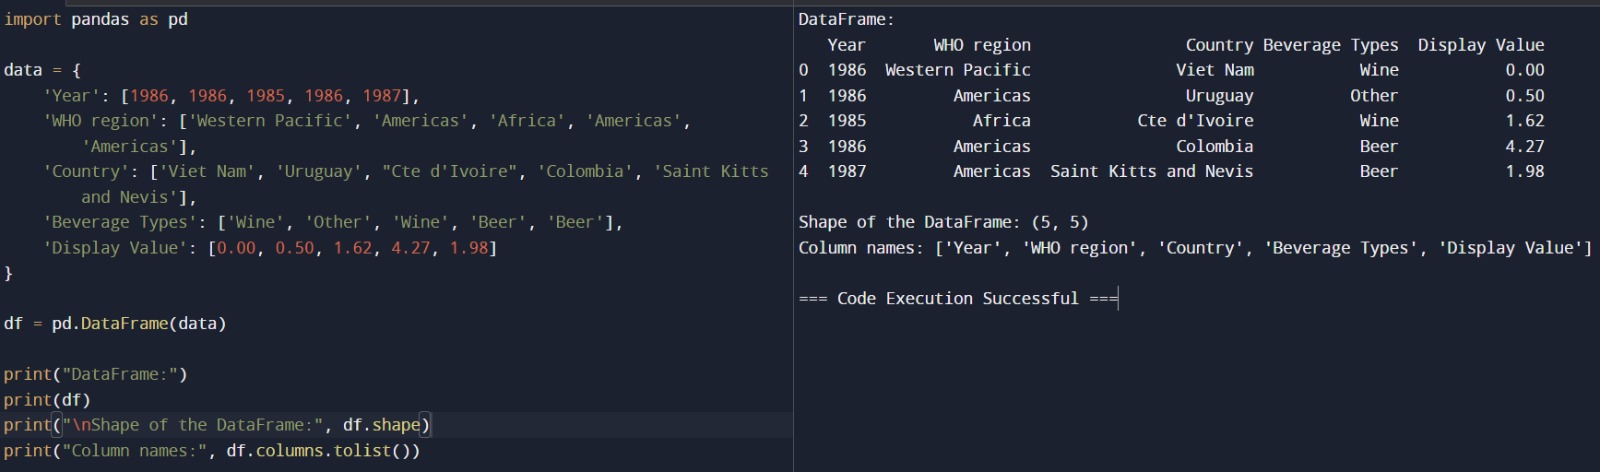 import pandas as pd
data = {
'Year': [1986, 1986, 1985, 1986, 1987],
'WHO region': ['Western Pacific', 'Americas', 'Africa', 'Americas',
'Americas'],
'Country': ['Viet Nam', 'Uruguay', "Cte d'Ivoire", 'Colombia', 'Saint Kitts
and Nevis'],
'Beverage Types': ['Wine', 'Other', 'Wine', 'Beer', 'Beer'],
'Display Value': [0.00, 0.50, 1.62, 4.27, 1.98]
}
df = pd.DataFrame(data)
print("DataFrame:")
print(df)
print("\nShape of the DataFrame:", df.shape)
print("Column names:", df.columns.tolist())
DataFrame:
Year WHO region Country Beverage Types Display Value
0 1986 Western Pacific Viet Nam Wine 0.00
1 1986 Americas Uruguay Other 0.50
2 1985 Africa Cte d'Ivoire Wine 1.62
3 1986 Americas Colombia Beer 4.27
4 1987 Americas Saint Kitts and Nevis Beer 1.98
Shape of the DataFrame: (5, 5)
Column names: ['Year', 'WHO region', 'Country', 'Beverage Types', 'Display Value']
=== Code Execution Successful ===